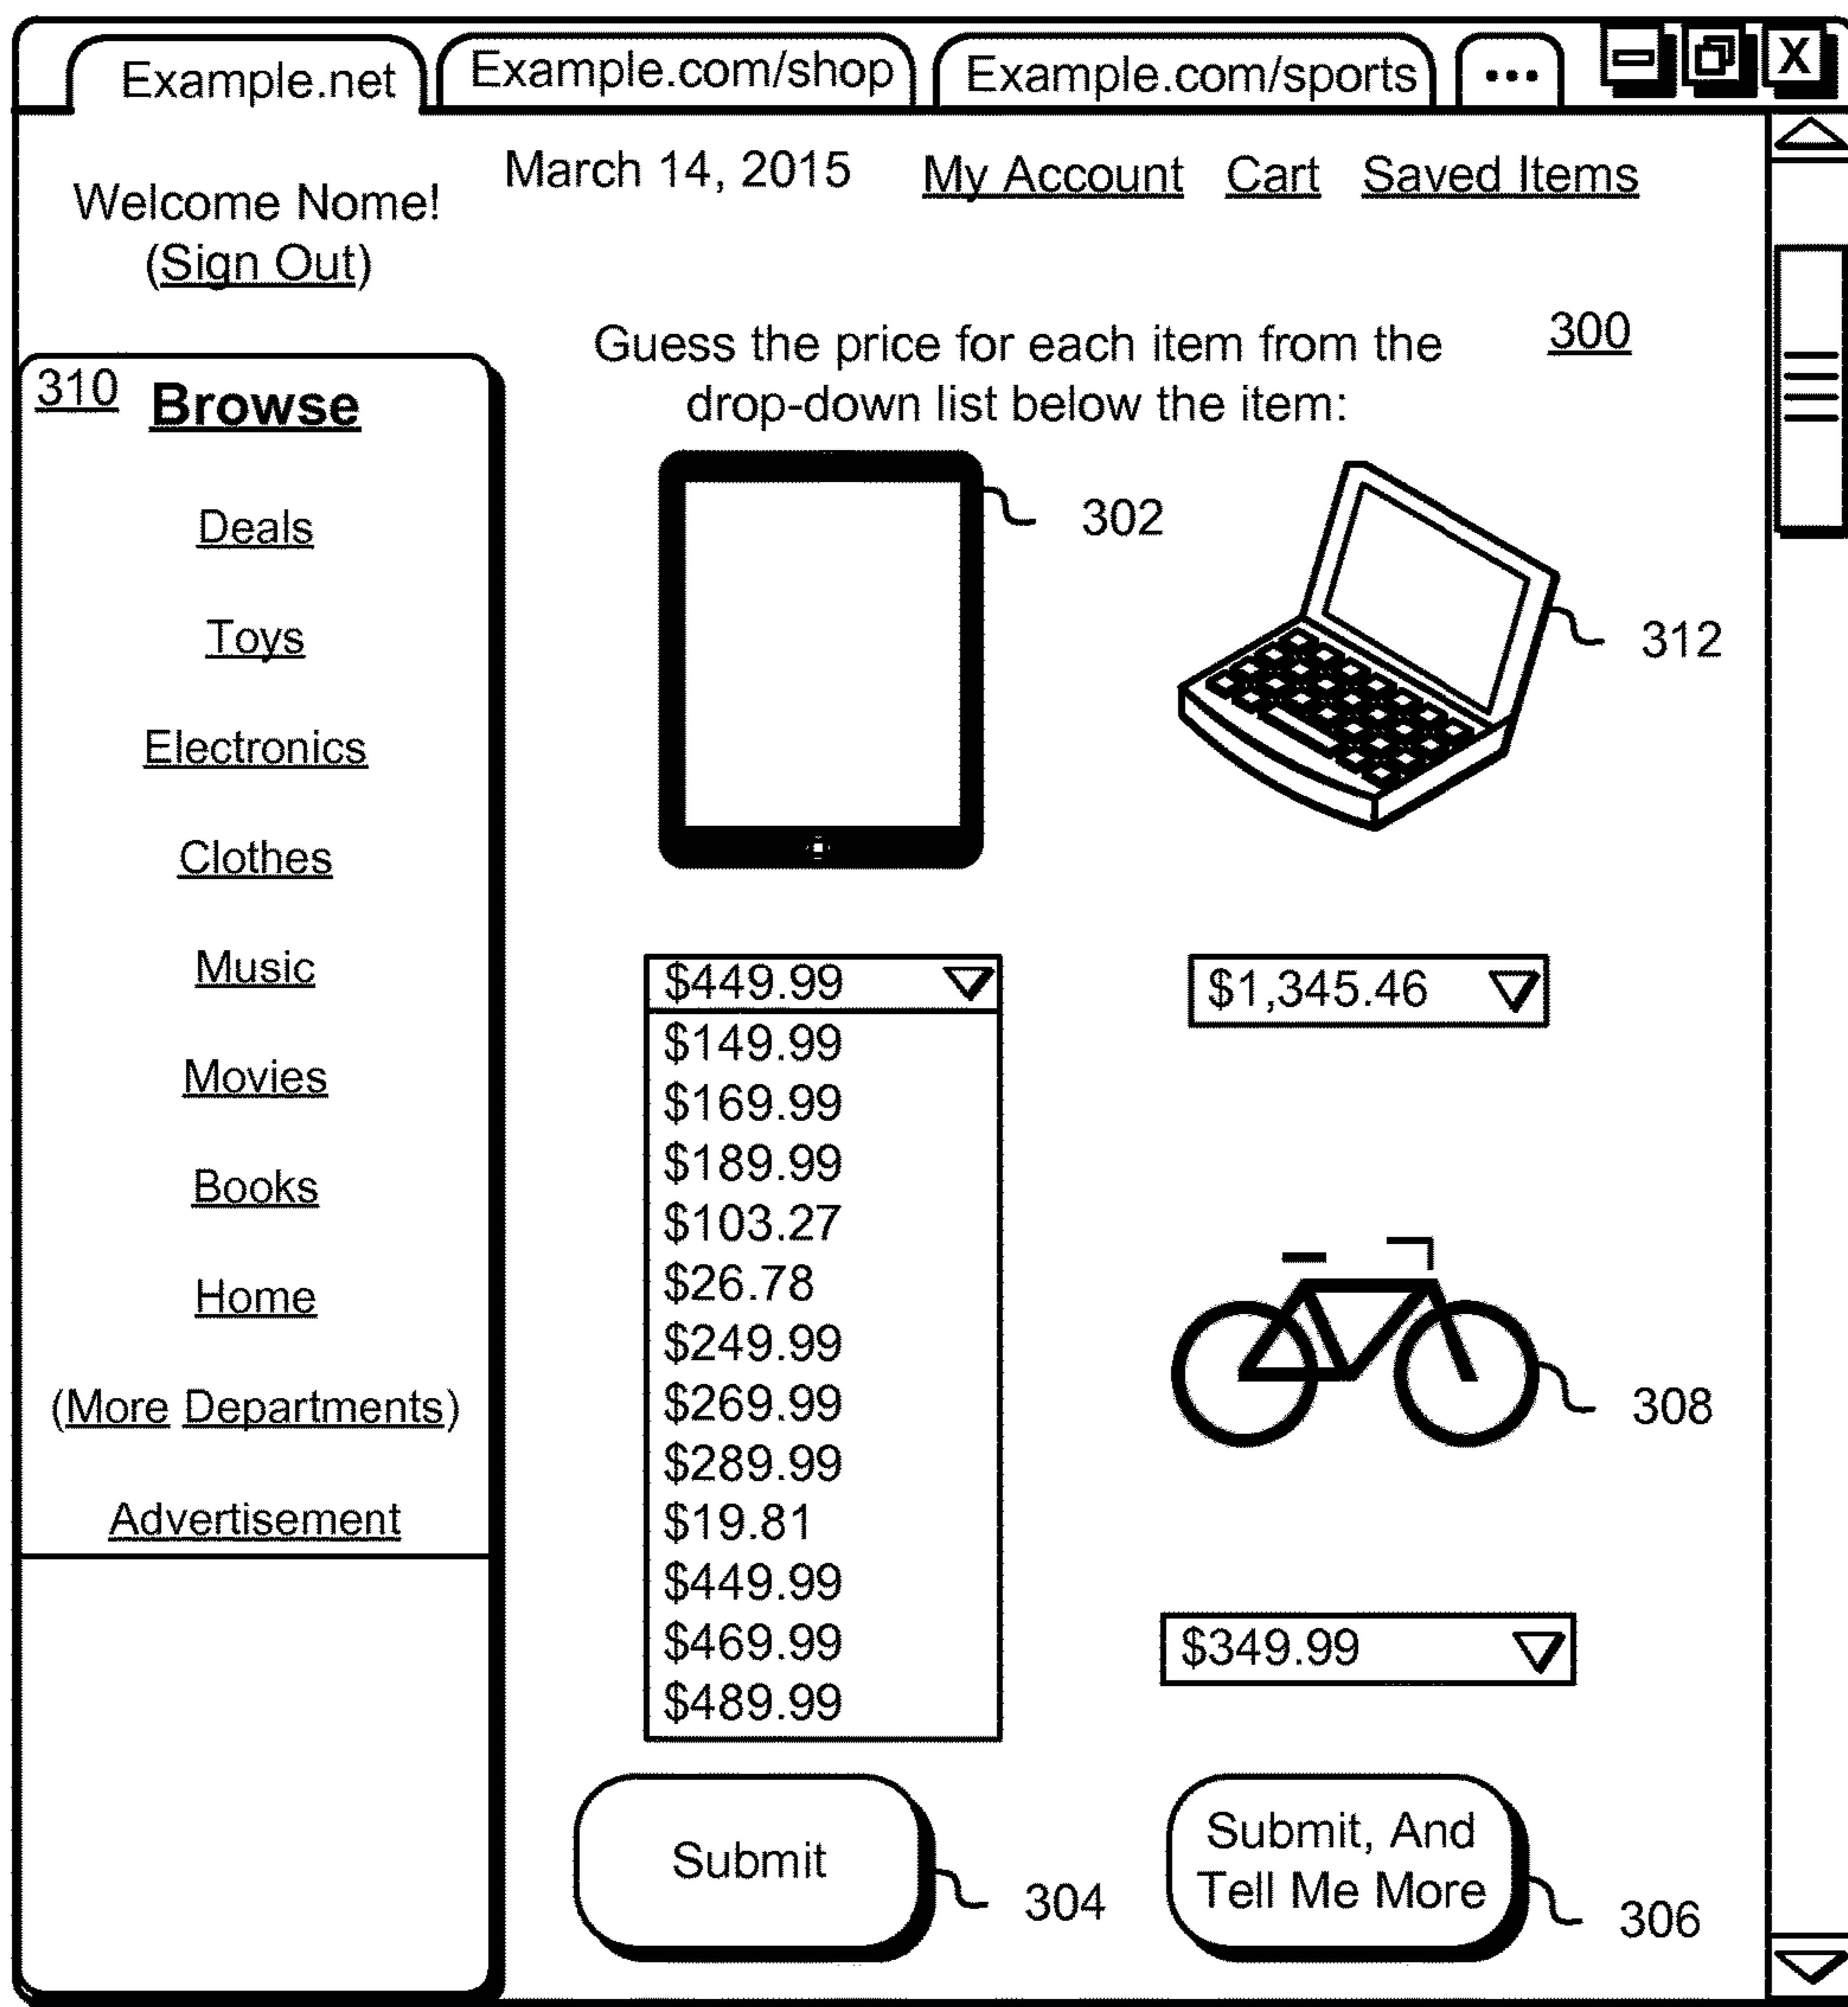 Example.net
Example.com/shop
Example.com/sports
...
X
March 14, 2015
My Account
Cart
Saved Items
Welcome Nome!
(Sign Out)
310
Browse
Deals
Toys
Electronics
Clothes
Music
Movies
Books
Home
(More Departments)
Advertisement
Guess the price for each item from the
drop-down list below the item:
300
302
312
$449.99
$149.99
$169.99
$189.99
$103.27
$26.78
$249.99
$269.99
$289.99
$19.81
$449.99
$469.99
$489.99
$1,345.46
308
$349.99
Submit
304
Submit, And
Tell Me More
306